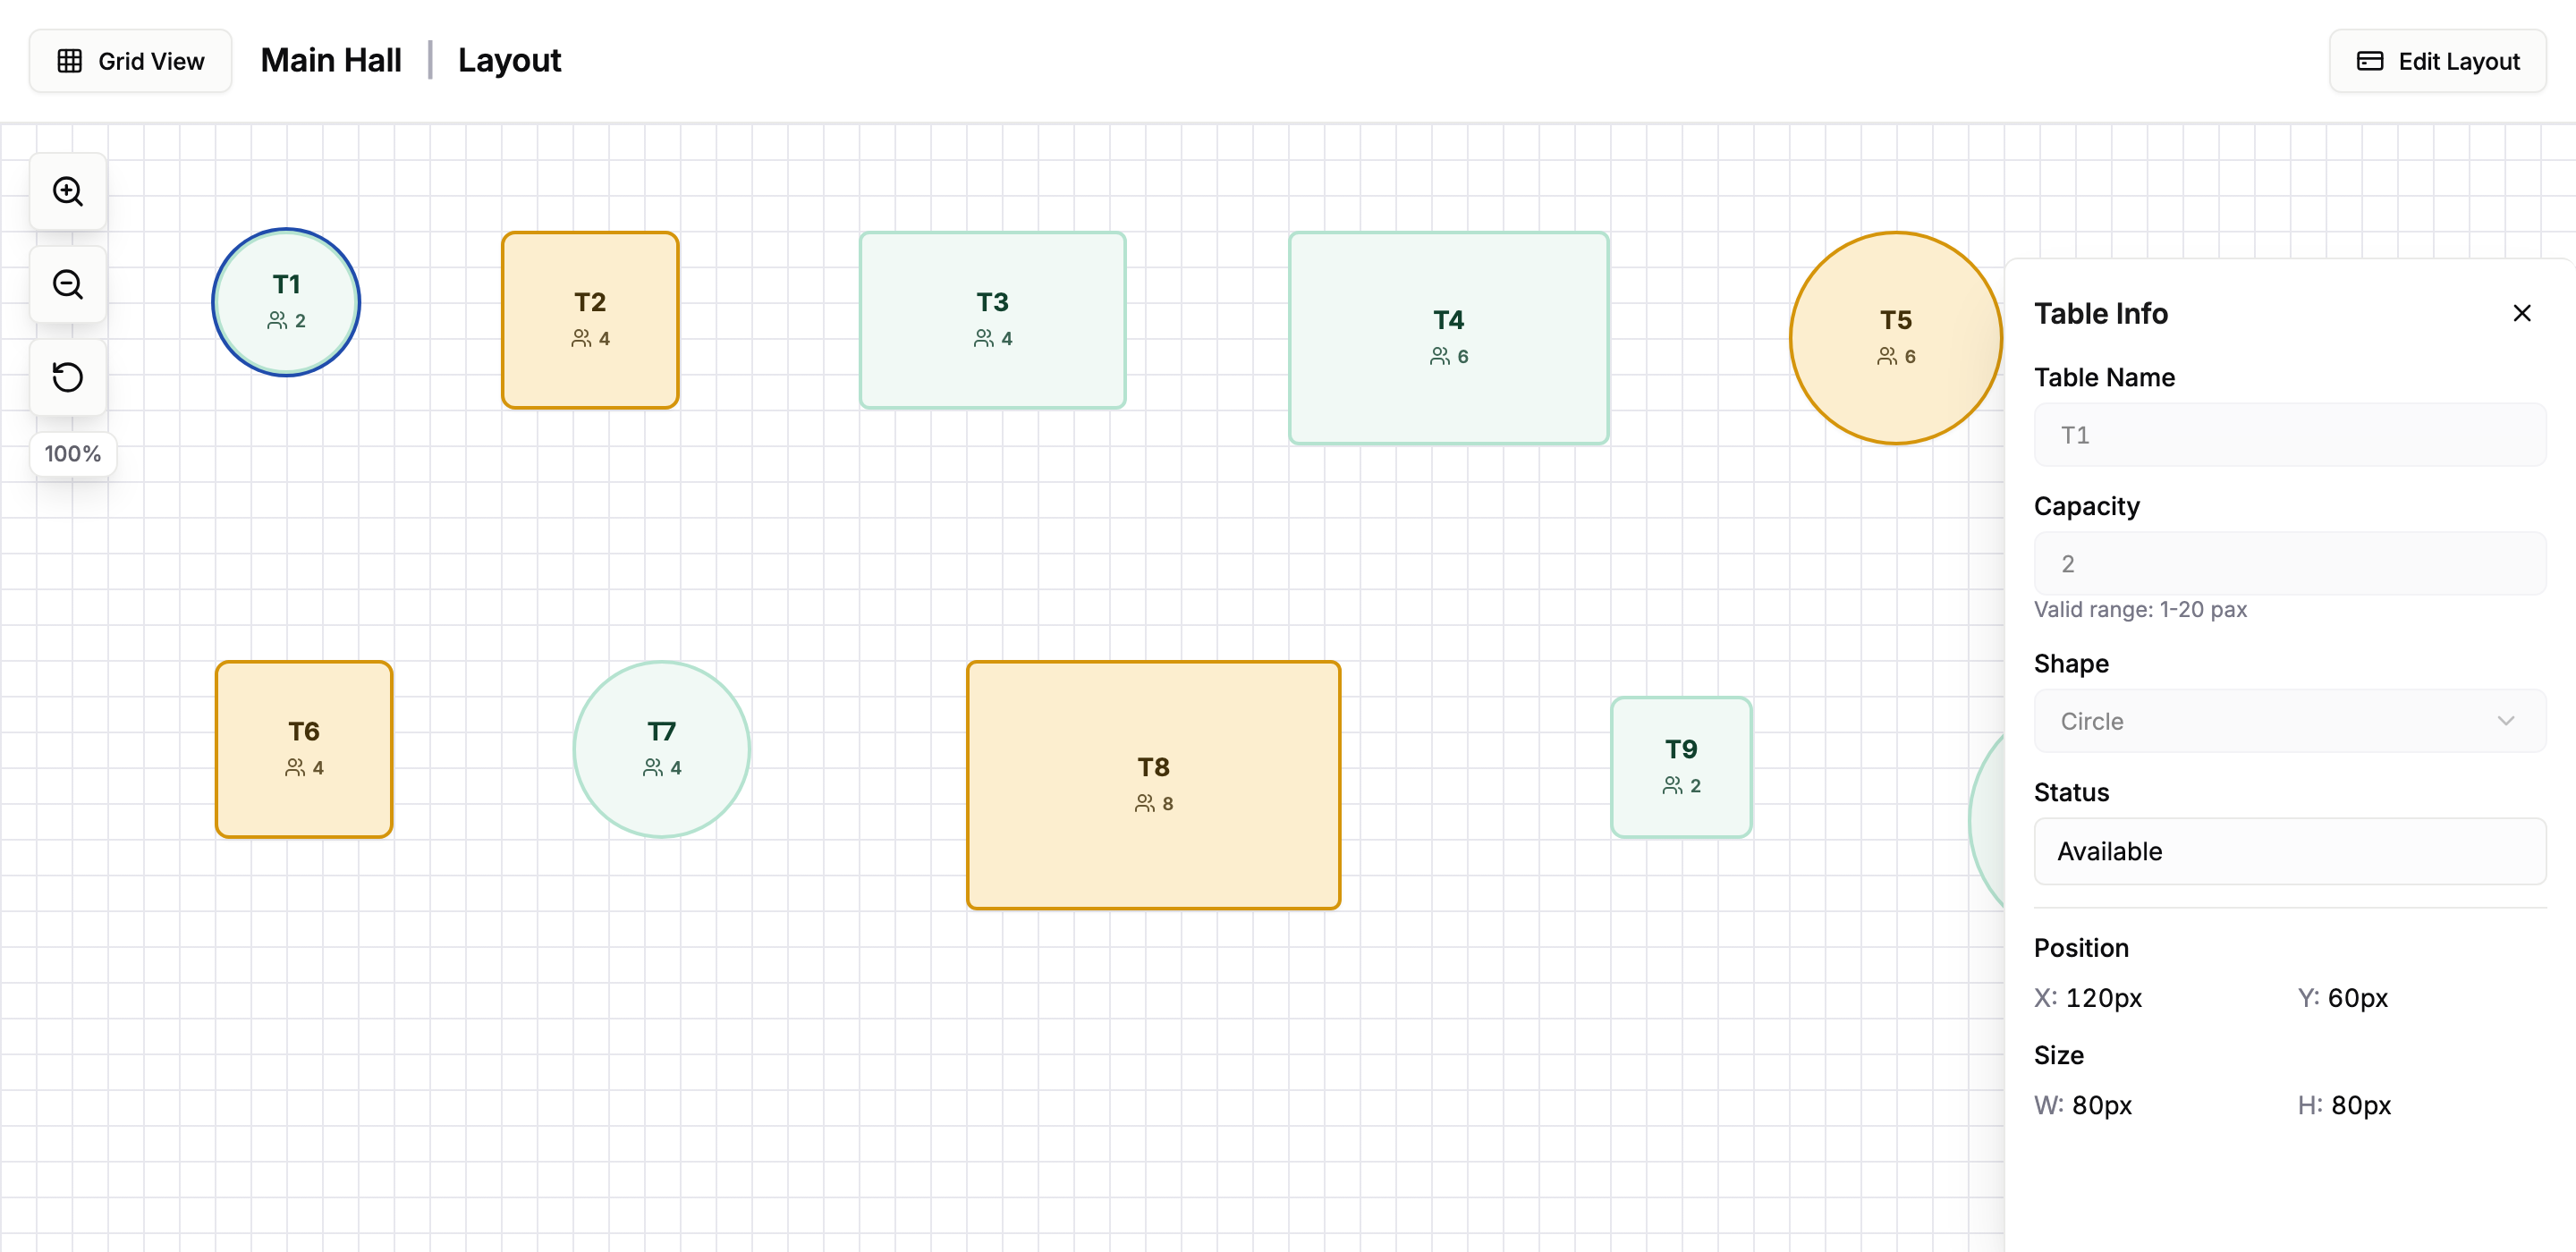 Grid View
Main Hall | Layout
Edit Layout
100%
T1
2
T2
4
T3
4
T4
6
T5
6
T6
4
T7
4
T8
8
T9
2
Table Info
Table Name
T1
Capacity
2
Valid range: 1-20 pax
Shape
Circle
Status
Available
Position
X: 120px Y: 60px
Size
W: 80px H: 80px